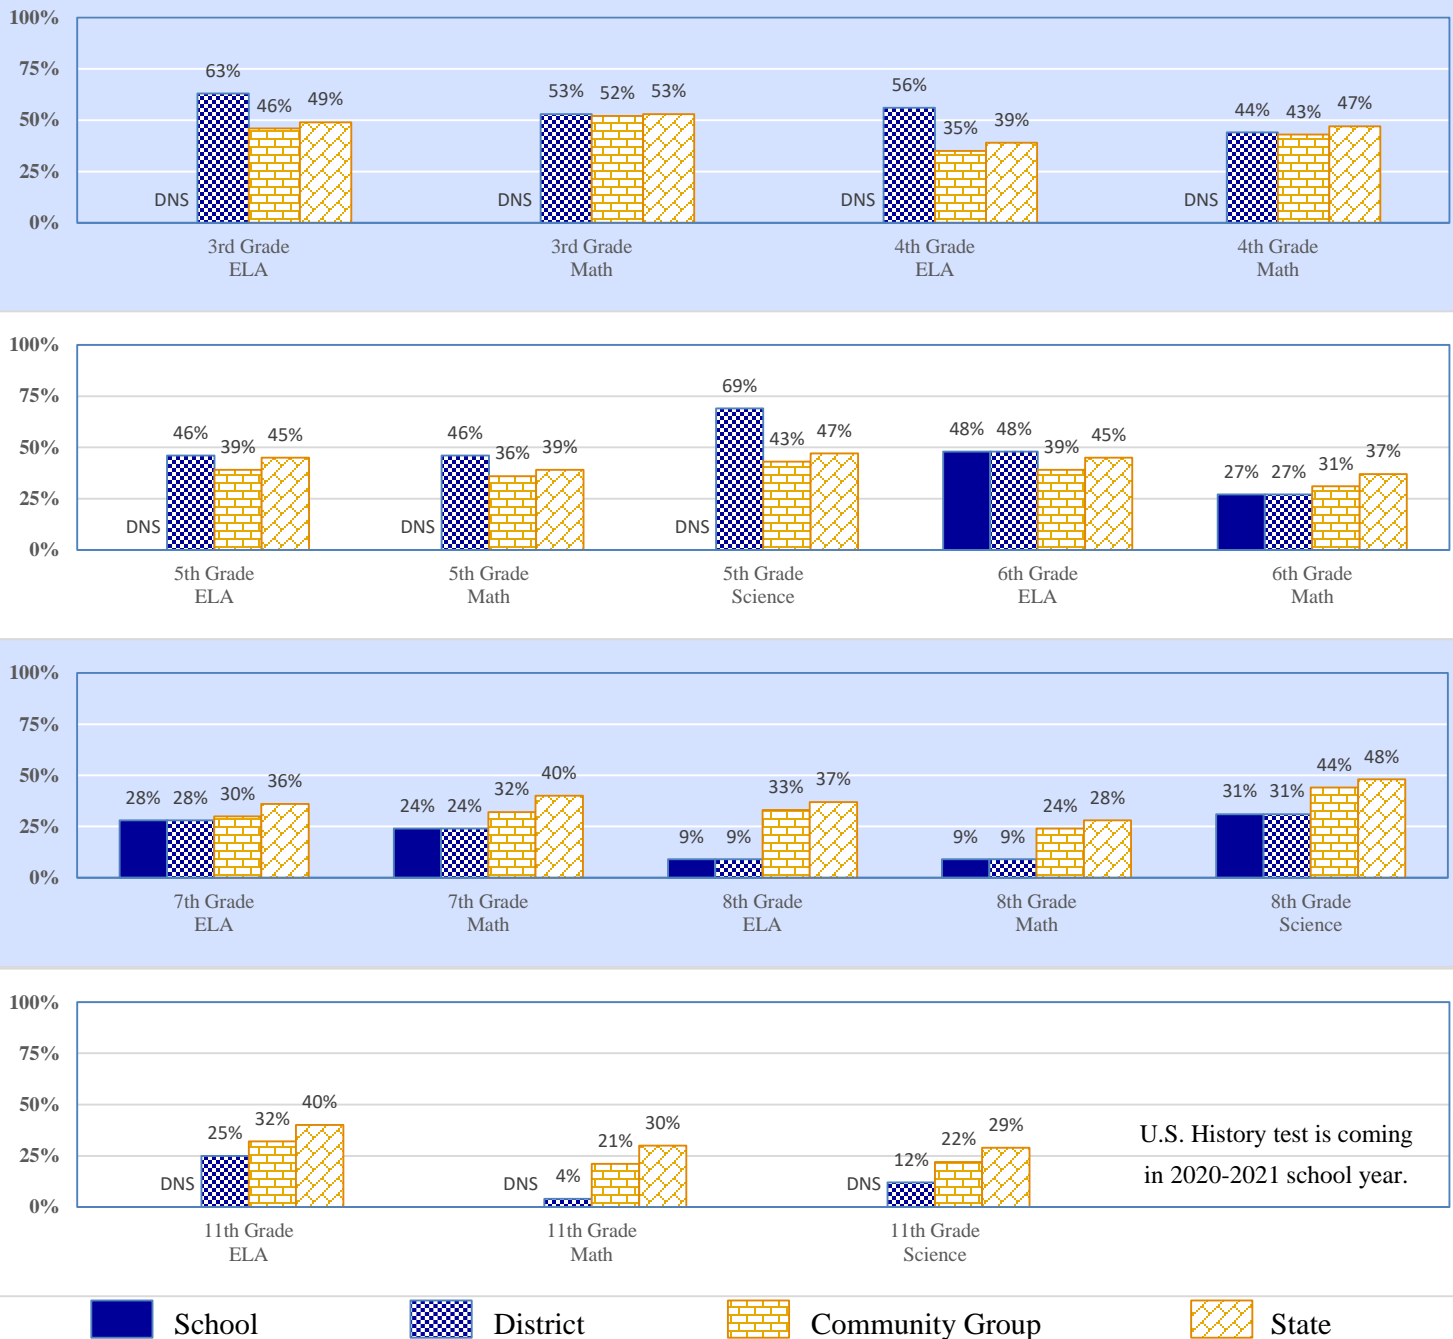 100%
75%
50%
25%
0%
DNS 63% 46% 49%
DNS 53% 52% 53%
DNS 56% 35% 39%
DNS 44% 43% 47%
3rd Grade
ELA
3rd Grade
Math
4th Grade
ELA
4th Grade
Math
100%
75%
50%
25%
0%
DNS 46% 39% 45%
DNS 46% 36% 39%
DNS 69% 43% 47%
48% 48% 39% 45%
27% 27% 31% 37%
5th Grade
ELA
5th Grade
Math
5th Grade
Science
6th Grade
ELA
6th Grade
Math
100%
75%
50%
25%
0%
28% 28% 30% 36%
24% 24% 32% 40%
9% 9% 33% 37%
9% 9% 24% 28%
31% 31% 44% 48%
7th Grade
ELA
7th Grade
Math
8th Grade
ELA
8th Grade
Math
8th Grade
Science
100%
75%
50%
25%
0%
DNS 25% 32% 40%
DNS 4% 21% 30%
DNS 12% 22% 29%
U.S. History test is coming
in 2020-2021 school year.
11th Grade
ELA
11th Grade
Math
11th Grade
Science
School District Community Group State